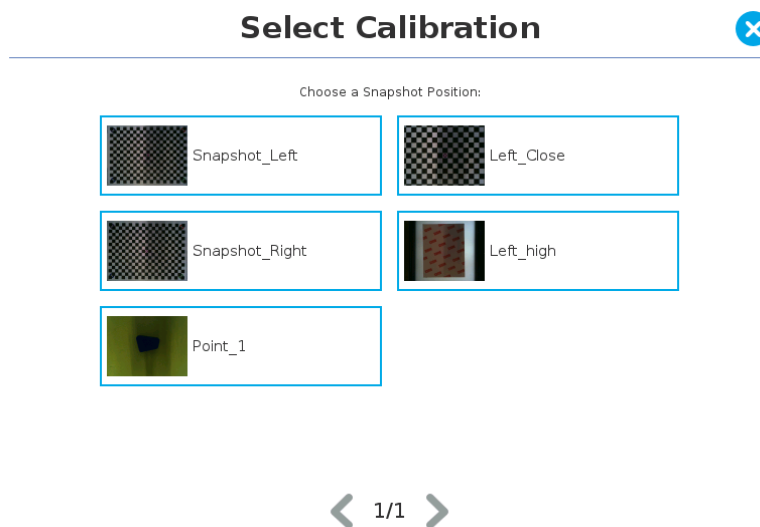 Select Calibration
Choose a Snapshot Position:
Snapshot_Left
Left_Close
Snapshot_Right
Left_high
Point_1
1/1